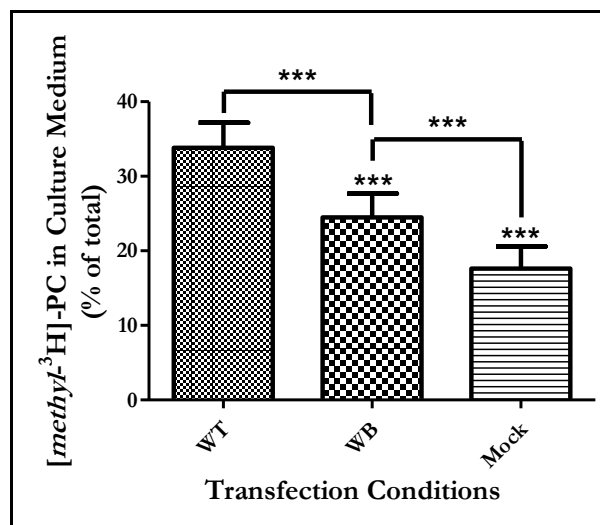 [methyl-³H]-PC in Culture Medium
(% of total)
***
***
***
***
40
30
20
10
0
WT
WB
Mock
Transfection Conditions